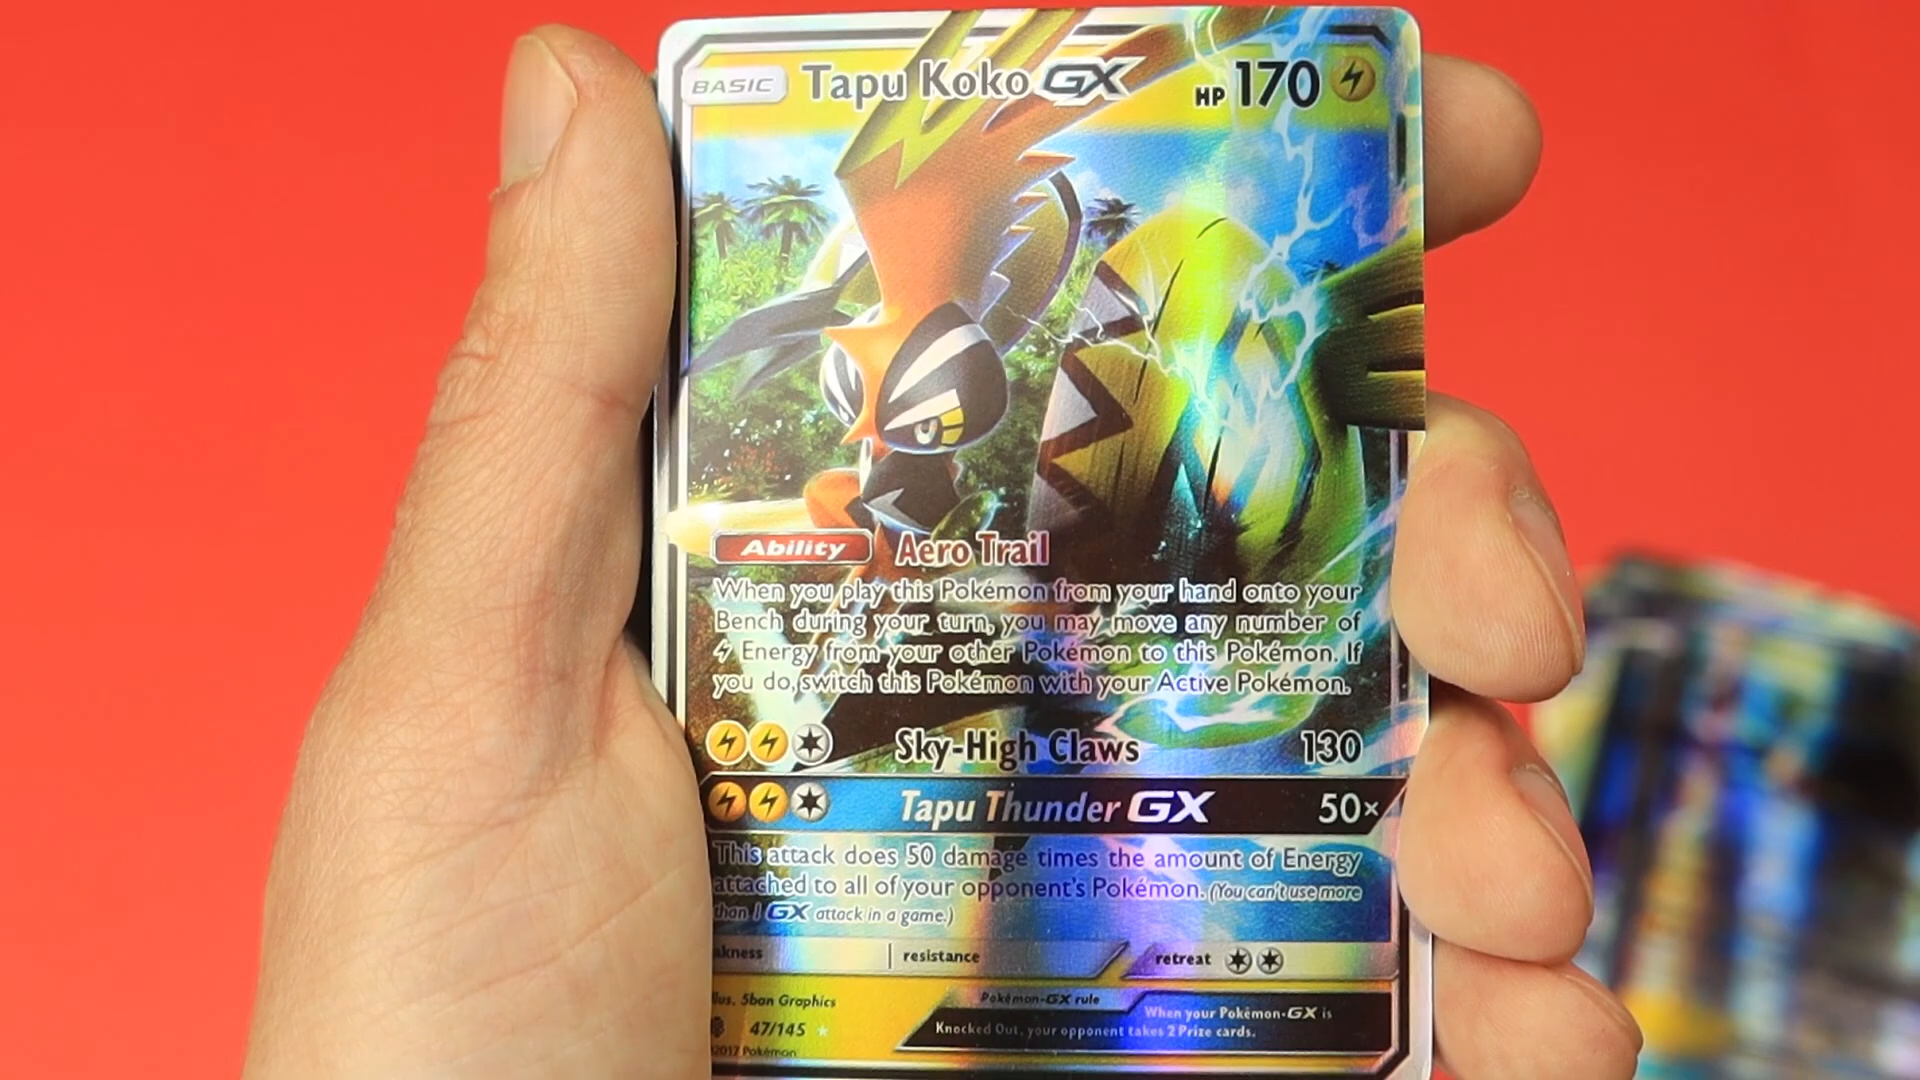 BASIC Tapu Koko GX HP 170
Ability Aero Trail
When you play this Pokémon from your hand onto your
Bench during your turn, you may move any number of
Energy from your other Pokémon to this Pokémon. If
you do, switch this Pokémon with your Active Pokémon.
Sky-High Claws 130
Tapu Thunder GX 50×
This attack does 50 damage times the amount of Energy
attached to all of your opponent's Pokémon. (You can't use more
than 1 GX attack in a game.)
akness resistance retreat
llus. 5ban Graphics
Pokémon-GX rule
When your Pokémon-GX is
Knocked Out, your opponent takes 2 Prize cards.
47/145
2017 Pokémon